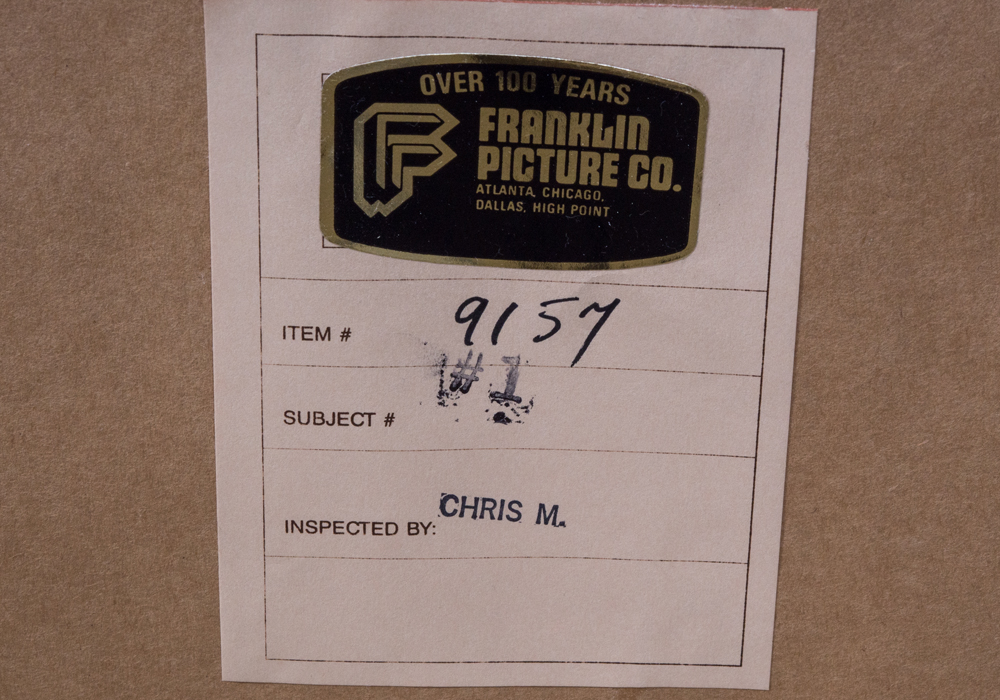 OVER 100 YEARS
FRANKLIN
PICTURE CO.
ATLANTA, CHICAGO,
DALLAS, HIGH POINT
ITEM # 9157
#1
SUBJECT #
INSPECTED BY: CHRIS M.